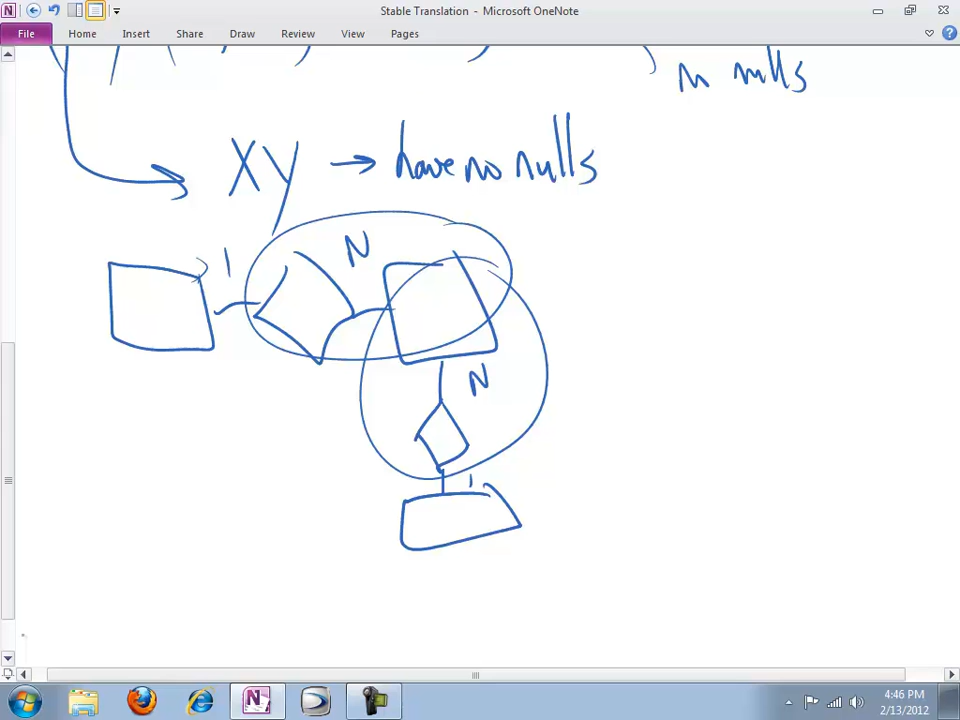 Stable Translation - Microsoft OneNote
File Home Insert Share Draw Review View Pages
m nulls
XY → have no nulls
1 N
N
1
4:46 PM
2/13/2012